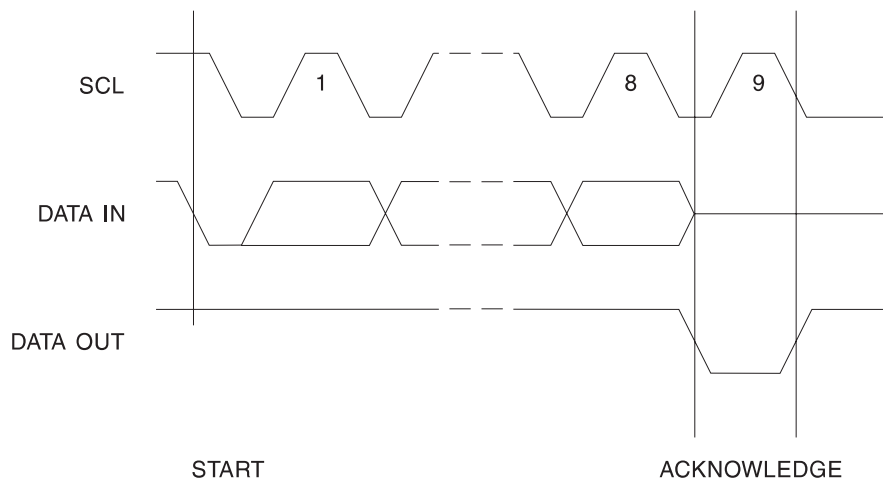 SCL
1
8
9
DATA IN
DATA OUT
START
ACKNOWLEDGE